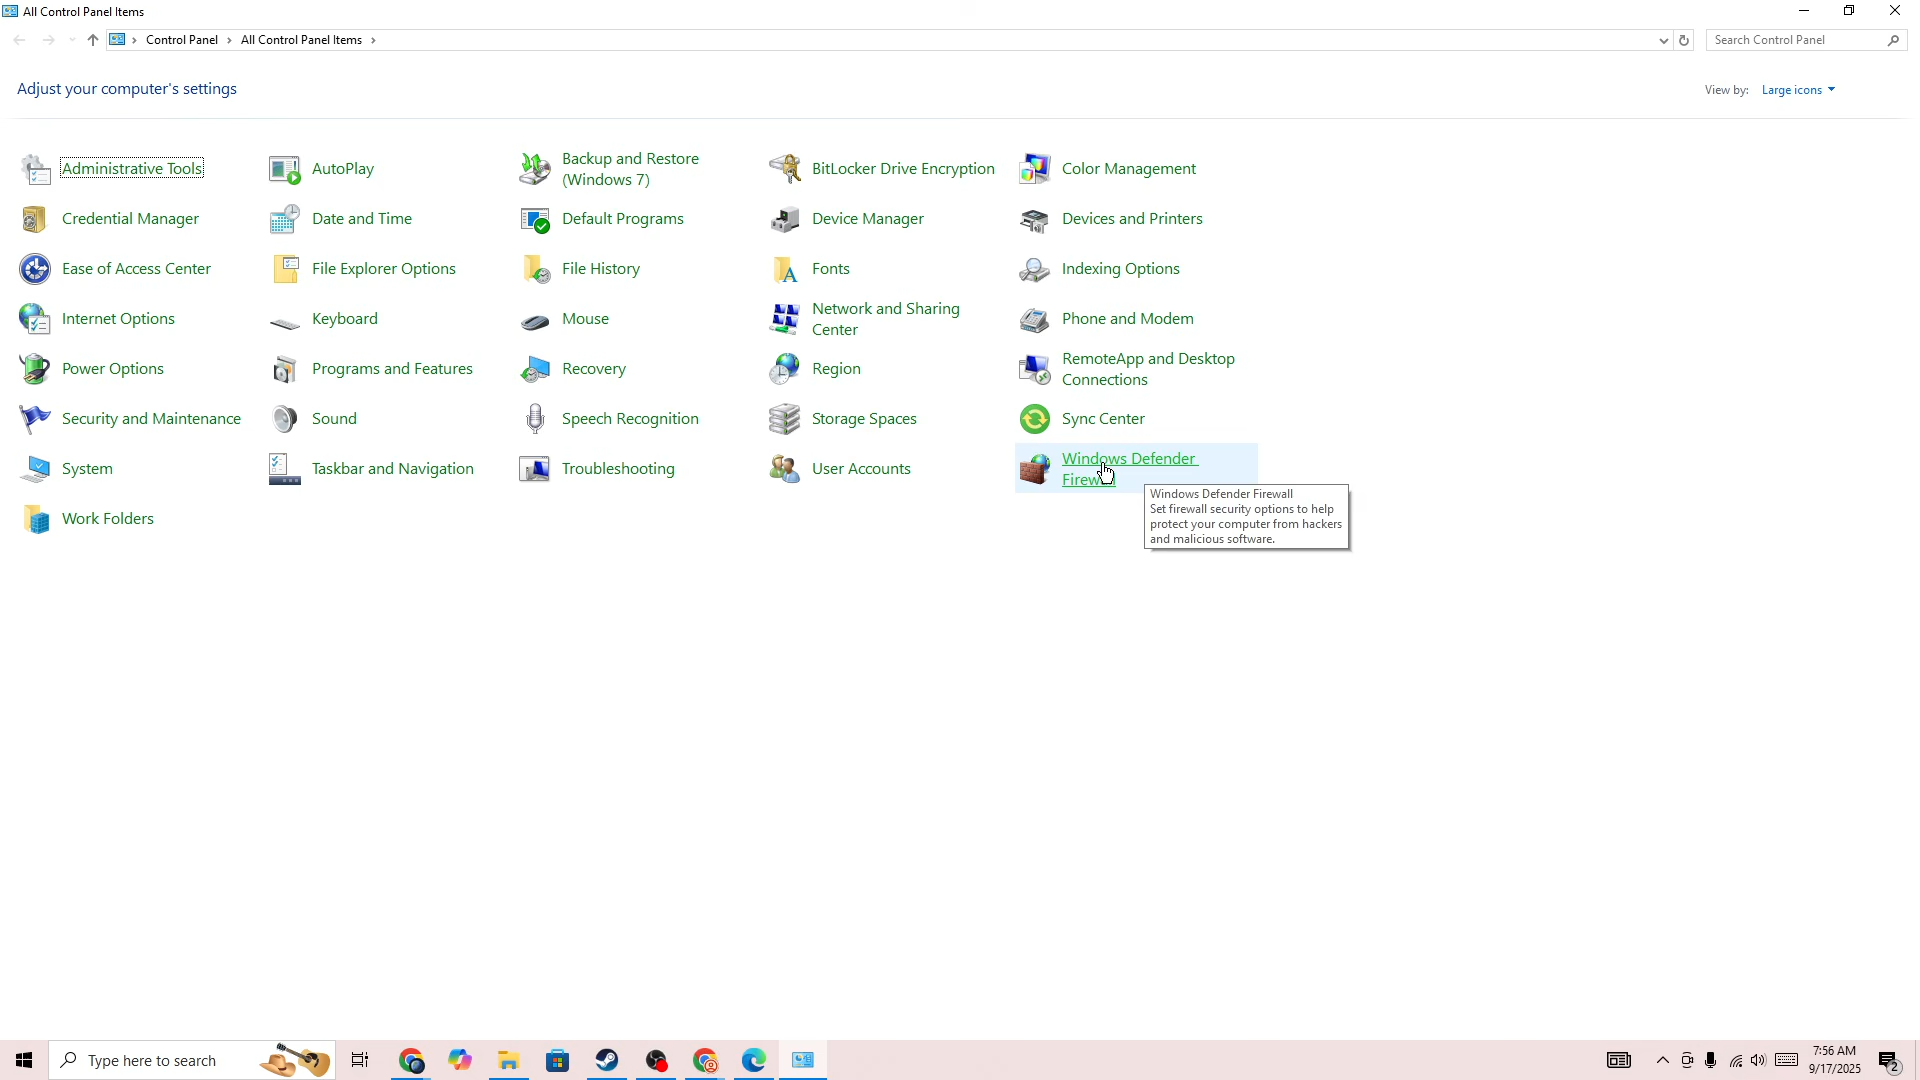 All Control Panel Items
Control Panel > All Control Panel Items >
Search Control Panel
Adjust your computer's settings
View by: Large icons
Administrative Tools
AutoPlay
Backup and Restore
(Windows 7)
BitLocker Drive Encryption
Color Management
Credential Manager
Date and Time
Default Programs
Device Manager
Devices and Printers
Ease of Access Center
File Explorer Options
File History
Fonts
Indexing Options
Internet Options
Keyboard
Mouse
Network and Sharing
Center
Phone and Modem
Power Options
Programs and Features
Recovery
Region
RemoteApp and Desktop
Connections
Security and Maintenance
Sound
Speech Recognition
Storage Spaces
Sync Center
System
Taskbar and Navigation
Troubleshooting
User Accounts
Windows Defender
Firewall
Work Folders
Windows Defender Firewall
Set firewall security options to help
protect your computer from hackers
and malicious software.
Type here to search
7:56 AM
9/17/2025
2